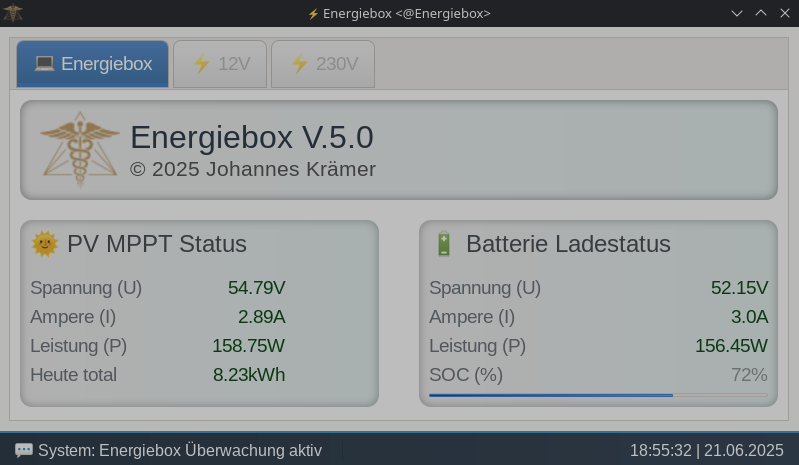 ⚡ Energiebox <@Energiebox>
💻 Energiebox ⚡ 12V ⚡ 230V
Energiebox V.5.0
© 2025 Johannes Krämer
🌞 PV MPPT Status
Spannung (U) 54.79V
Ampere (I) 2.89A
Leistung (P) 158.75W
Heute total 8.23kWh
🔋 Batterie Ladestatus
Spannung (U) 52.15V
Ampere (I) 3.0A
Leistung (P) 156.45W
SOC (%) 72%
💬 System: Energiebox Überwachung aktiv 18:55:32 | 21.06.2025